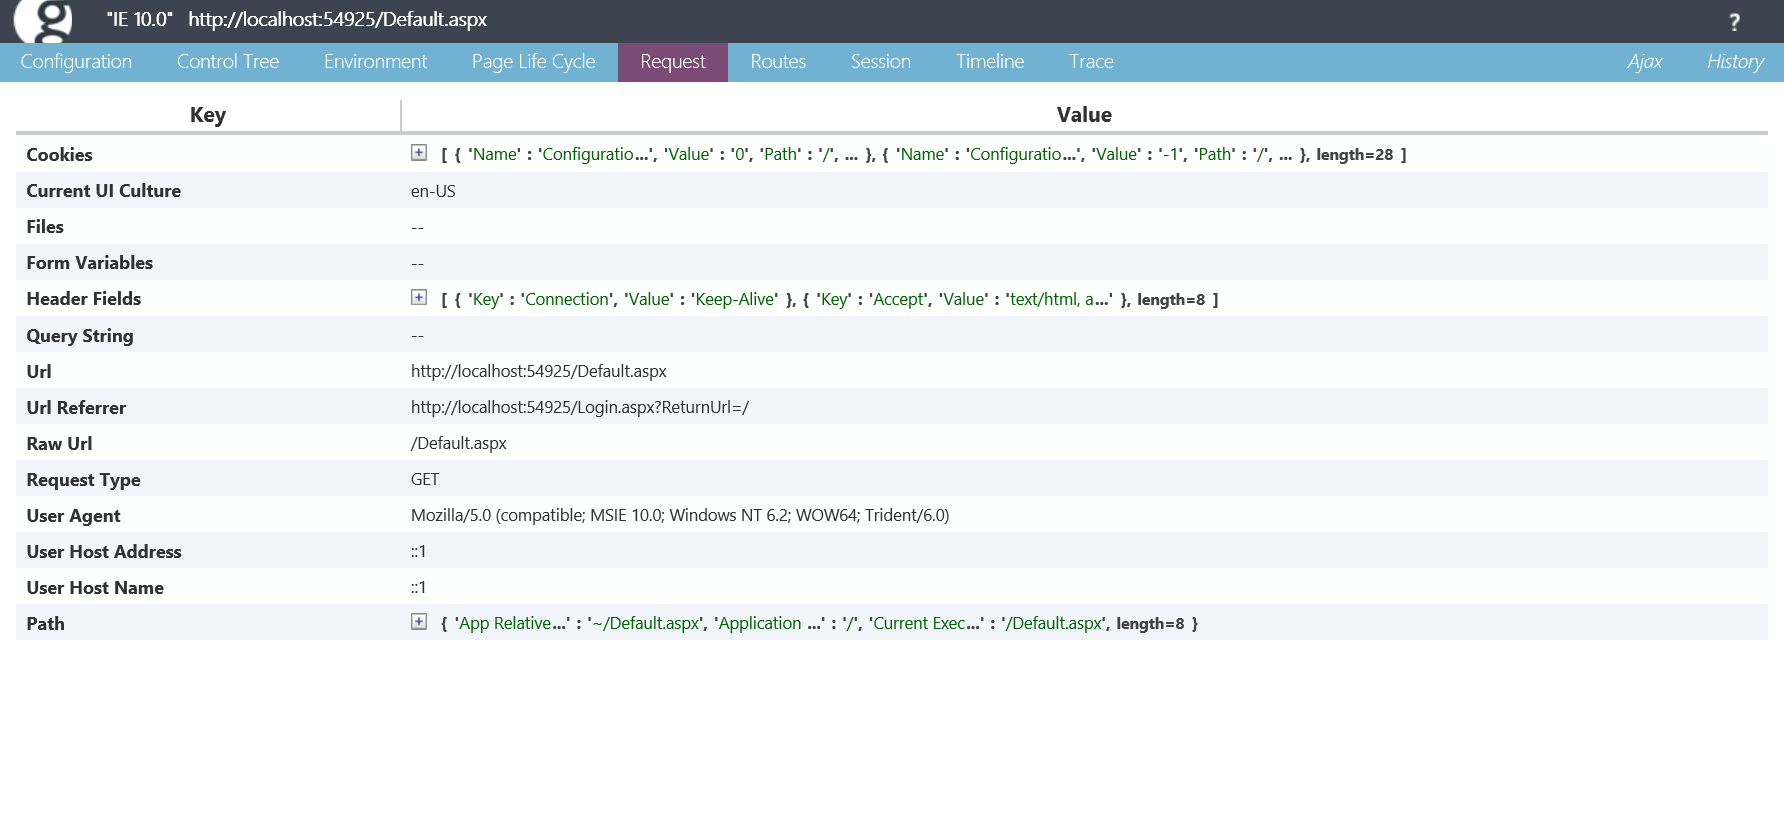 g "IE 10.0" http://localhost:54925/Default.aspx ?
Configuration Control Tree Environment Page Life Cycle Request Routes Session Timeline Trace Ajax History
Key Value
Cookies [ { 'Name' : 'Configuratio...', 'Value' : '0', 'Path' : '/', ... }, { 'Name' : 'Configuratio...', 'Value' : '-1', 'Path' : '/', ... }, length=28 ]
Current UI Culture en-US
Files --
Form Variables --
Header Fields [ { 'Key' : 'Connection', 'Value' : 'Keep-Alive' }, { 'Key' : 'Accept', 'Value' : 'text/html, a...' }, length=8 ]
Query String --
Url http://localhost:54925/Default.aspx
Url Referrer http://localhost:54925/Login.aspx?ReturnUrl=/
Raw Url /Default.aspx
Request Type GET
User Agent Mozilla/5.0 (compatible; MSIE 10.0; Windows NT 6.2; WOW64; Trident/6.0)
User Host Address ::1
User Host Name ::1
Path { 'App Relative...' : '~/Default.aspx', 'Application ...' : '/', 'Current Exec...' : '/Default.aspx', length=8 }